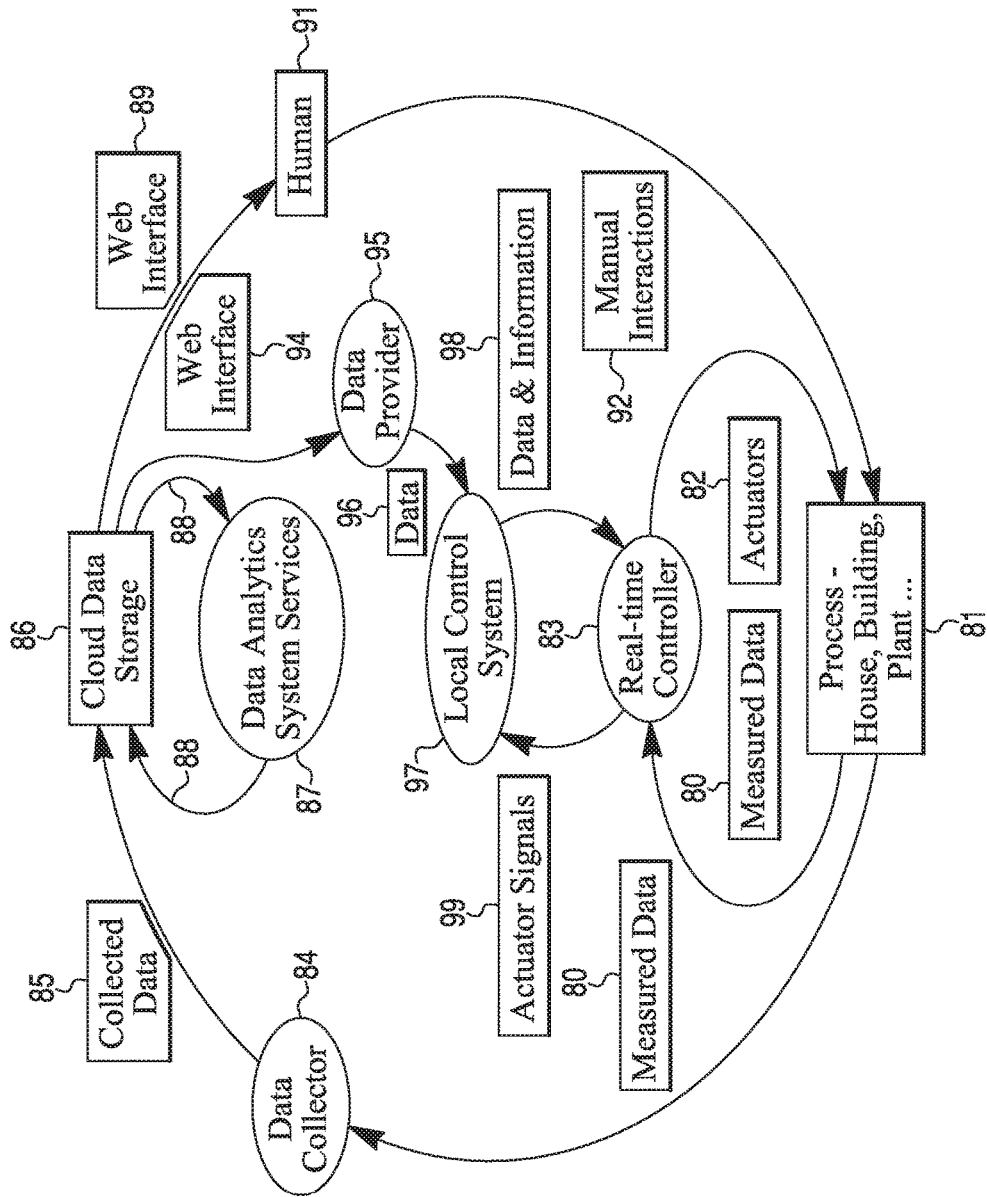 85
Collected
Data
86
Cloud Data
Storage
Web
Interface
89
88
88
Web
Interface
94
Human
91
84
Data
Collector
87
Data Analytics
System Services
Data
Provider
95
96
Data
97
Local Control
System
99
Actuator Signals
98
Data & Information
80
Measured Data
83
Real-time
Controller
92
Manual
Interactions
80
Measured Data
82
Actuators
Process -
House, Building,
Plant ...
81